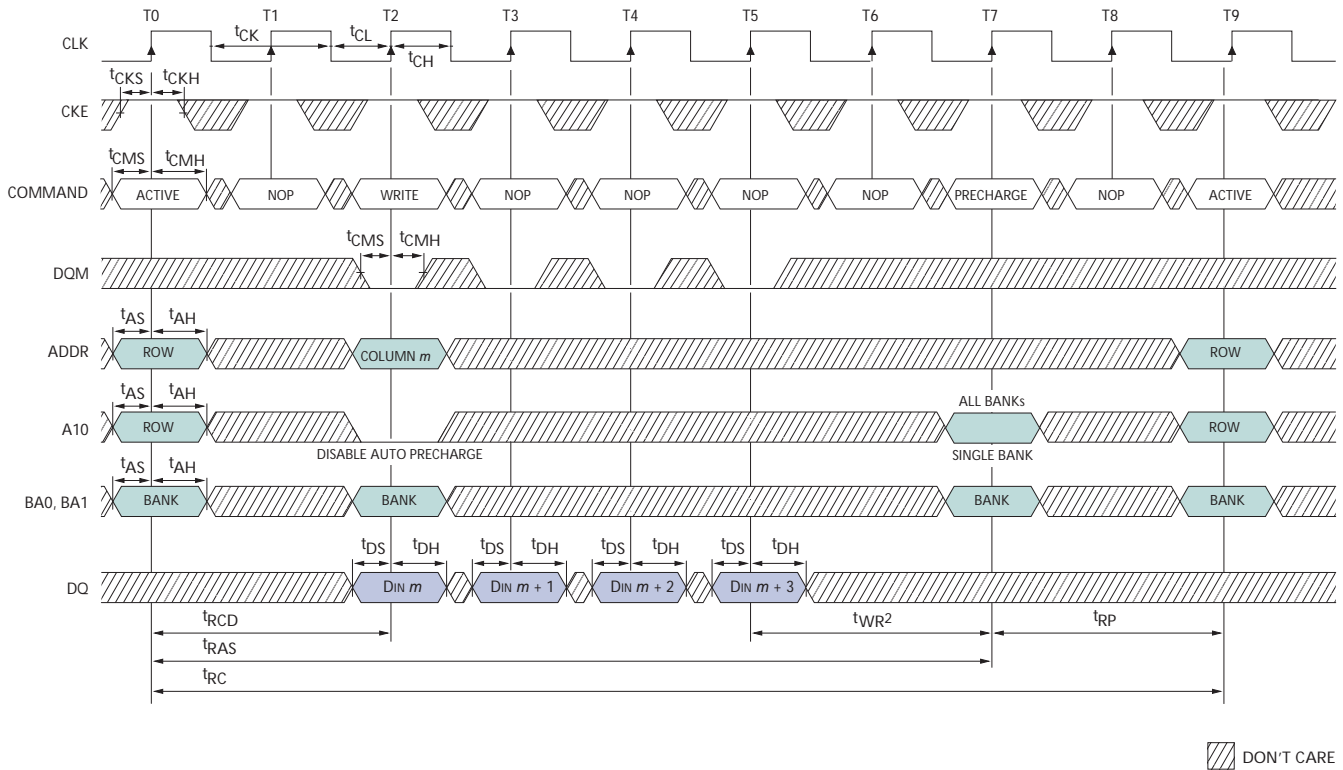 T0 T1 T2 T3 T4 T5 T6 T7 T8 T9
CLK
tCK tCL
tCH
tCKS tCKH
CKE
tCMS tCMH
COMMAND ACTIVE NOP WRITE NOP NOP NOP NOP PRECHARGE NOP ACTIVE
tCMS tCMH
DQM
tAS tAH
ADDR ROW COLUMN m ROW
tAS tAH
ALL BANKs
A10 ROW ROW
DISABLE AUTO PRECHARGE SINGLE BANK
tAS tAH
BA0, BA1 BANK BANK BANK BANK
tDS tDH tDS tDH tDS tDH tDS tDH
DQ DIN m DIN m + 1 DIN m + 2 DIN m + 3
tRCD tWR2 tRP
tRAS
tRC
DON'T CARE